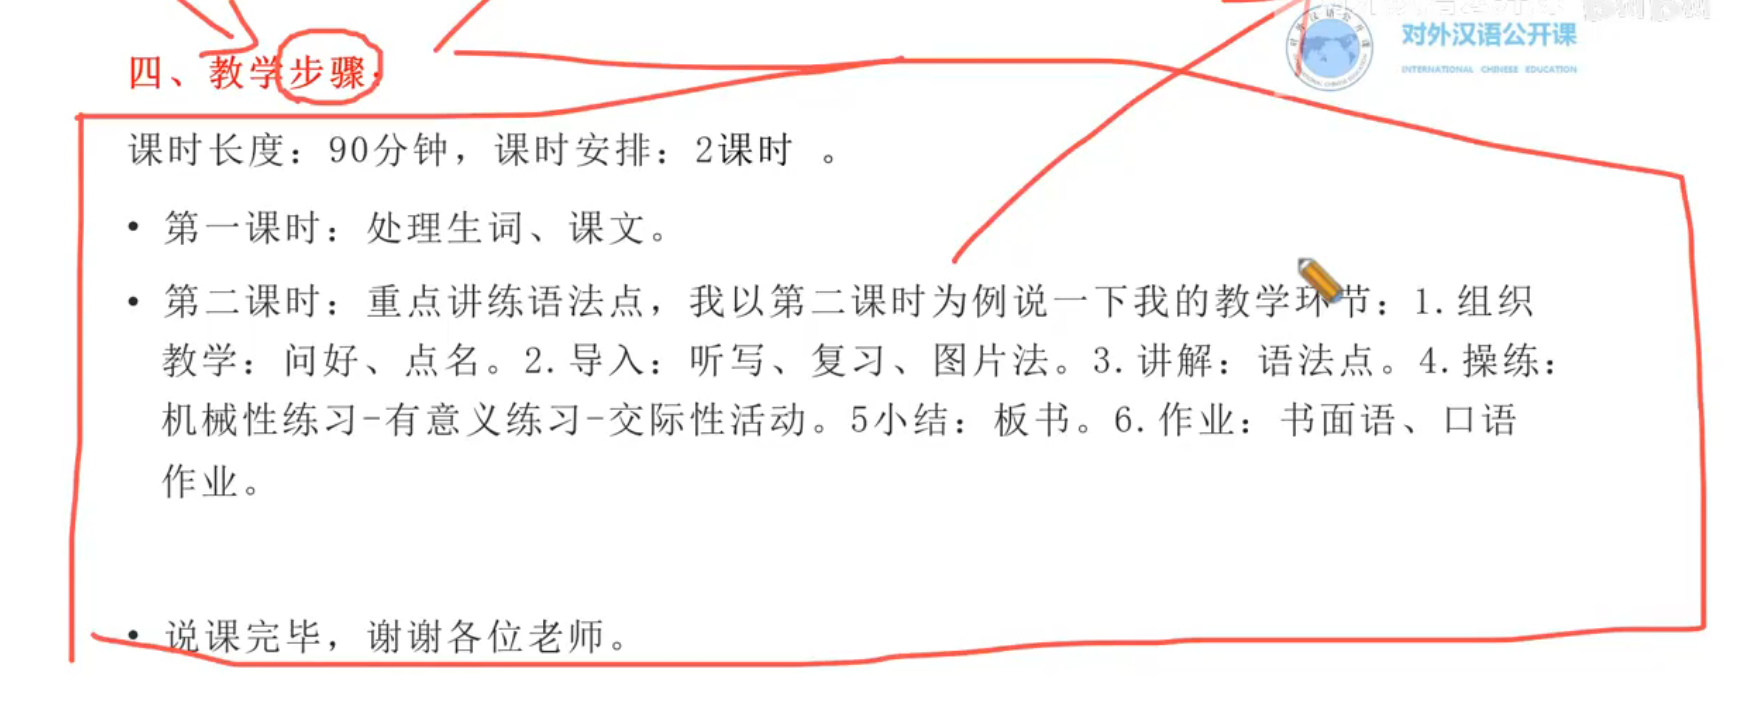 对外汉语公开课
INTERNATIONAL CHINESE EDUCATION
四、教学步骤.
课时长度：90分钟，课时安排：2课时 。
• 第一课时：处理生词、课文。
• 第二课时：重点讲练语法点，我以第二课时为例说一下我的教学环节：1.组织
教学：问好、点名。2.导入：听写、复习、图片法。3.讲解：语法点。4.操练：
机械性练习-有意义练习-交际性活动。5小结：板书。6.作业：书面语、口语
作业。
• 说课完毕，谢谢各位老师。